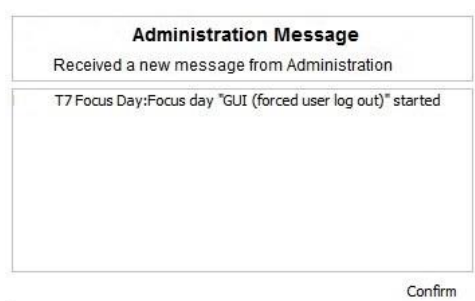 Administration Message
Received a new message from Administration
T7 Focus Day:Focus day "GUI (forced user log out)" started
Confirm